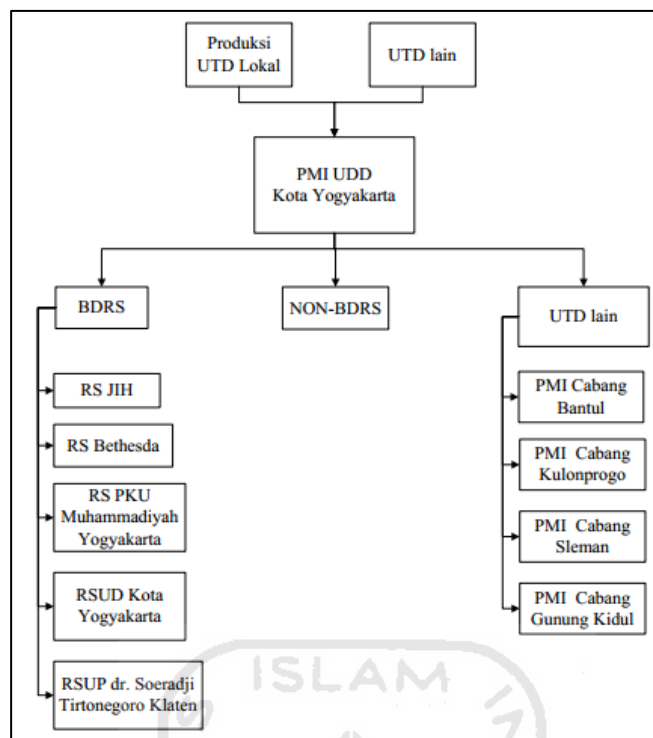 Produksi
UTD Lokal
UTD lain
PMI UDD
Kota Yogyakarta
BDRS
NON-BDRS
UTD lain
RS JIH
RS Bethesda
RS PKU
Muhammadiyah
Yogyakarta
RSUD Kota
Yogyakarta
RSUP dr. Soeradji
Tirtonegoro Klaten
PMI Cabang
Bantul
PMI Cabang
Kulonprogo
PMI Cabang
Sleman
PMI Cabang
Gunung Kidul
ISLAM